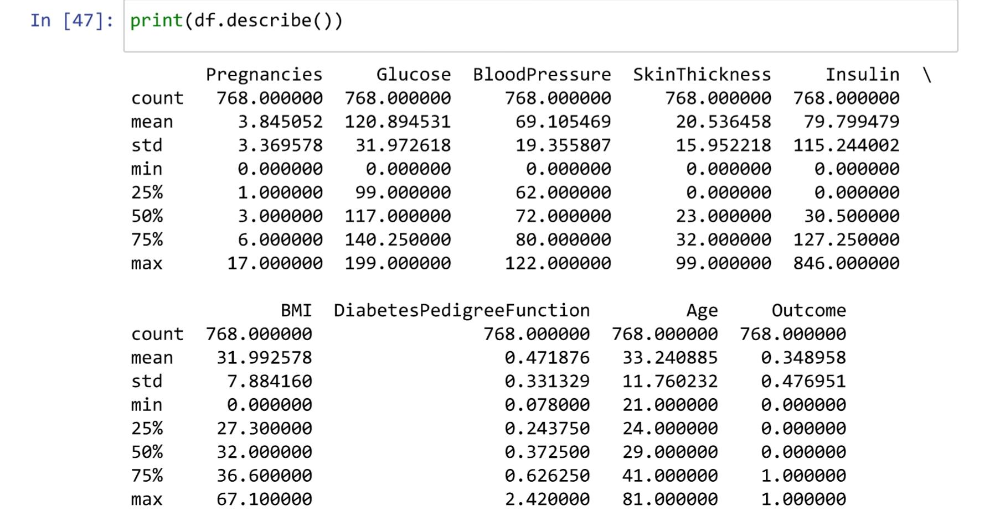 In [47]: print(df.describe())
Pregnancies Glucose BloodPressure SkinThickness Insulin \
count 768.000000 768.000000 768.000000 768.000000 768.000000
mean 3.845052 120.894531 69.105469 20.536458 79.799479
std 3.369578 31.972618 19.355807 15.952218 115.244002
min 0.000000 0.000000 0.000000 0.000000 0.000000
25% 1.000000 99.000000 62.000000 0.000000 0.000000
50% 3.000000 117.000000 72.000000 23.000000 30.500000
75% 6.000000 140.250000 80.000000 32.000000 127.250000
max 17.000000 199.000000 122.000000 99.000000 846.000000
BMI DiabetesPedigreeFunction Age Outcome
count 768.000000 768.000000 768.000000 768.000000
mean 31.992578 0.471876 33.240885 0.348958
std 7.884160 0.331329 11.760232 0.476951
min 0.000000 0.078000 21.000000 0.000000
25% 27.300000 0.243750 24.000000 0.000000
50% 32.000000 0.372500 29.000000 0.000000
75% 36.600000 0.626250 41.000000 1.000000
max 67.100000 2.420000 81.000000 1.000000